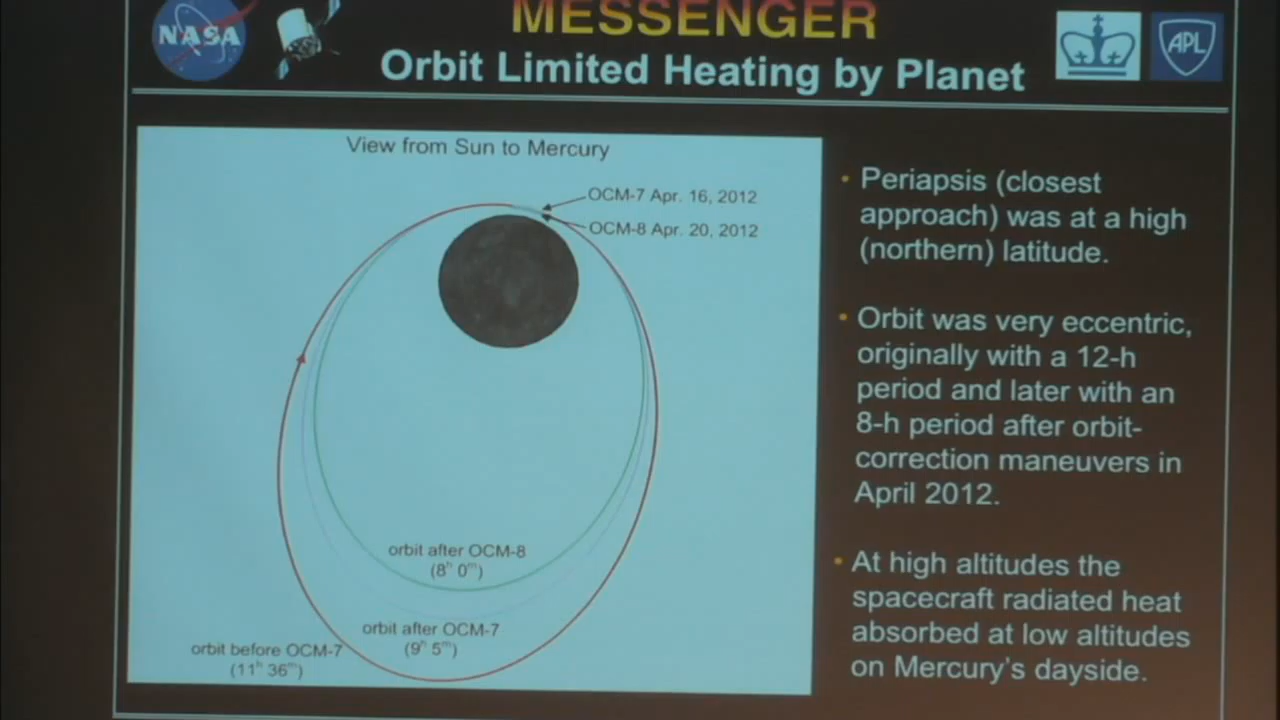 NASA
MESSENGER
Orbit Limited Heating by Planet
APL
View from Sun to Mercury
OCM-7 Apr. 16, 2012
OCM-8 Apr. 20, 2012
orbit after OCM-8
(8ʰ 0ᵐ)
orbit after OCM-7
(9ʰ 5ᵐ)
orbit before OCM-7
(11ʰ 36ᵐ)
• Periapsis (closest
approach) was at a high
(northern) latitude.
• Orbit was very eccentric,
originally with a 12-h
period and later with an
8-h period after orbit-
correction maneuvers in
April 2012.
• At high altitudes the
spacecraft radiated heat
absorbed at low altitudes
on Mercury's dayside.